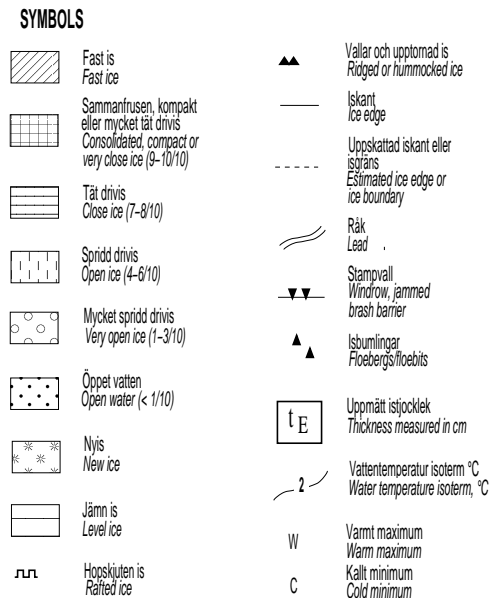 SYMBOLS
Fast is
Fast ice
Sammanfrusen, kompakt
eller mycket tät drivis
Consolidated, compact or
very close ice (9–10/10)
Tät drivis
Close ice (7–8/10)
Spridd drivis
Open ice (4–6/10)
Mycket spridd drivis
Very open ice (1–3/10)
Öppet vatten
Open water (< 1/10)
Nyis
New ice
Jämn is
Level ice
Hopskjuten is
Rafted ice
Vallar och upptornad is
Ridged or hummocked ice
Iskant
Ice edge
Uppskattad iskant eller
isgräns
Estimated ice edge or
ice boundary
Råk
Lead
Stampvall
Windrow, jammed
brash barrier
Isbumlingar
Floebergs/floebits
tE
Uppmätt istjocklek
Thickness measured in cm
2
Vattentemperatur isoterm °C
Water temperature isoterm, °C
W
Varmt maximum
Warm maximum
C
Kallt minimum
Cold minimum